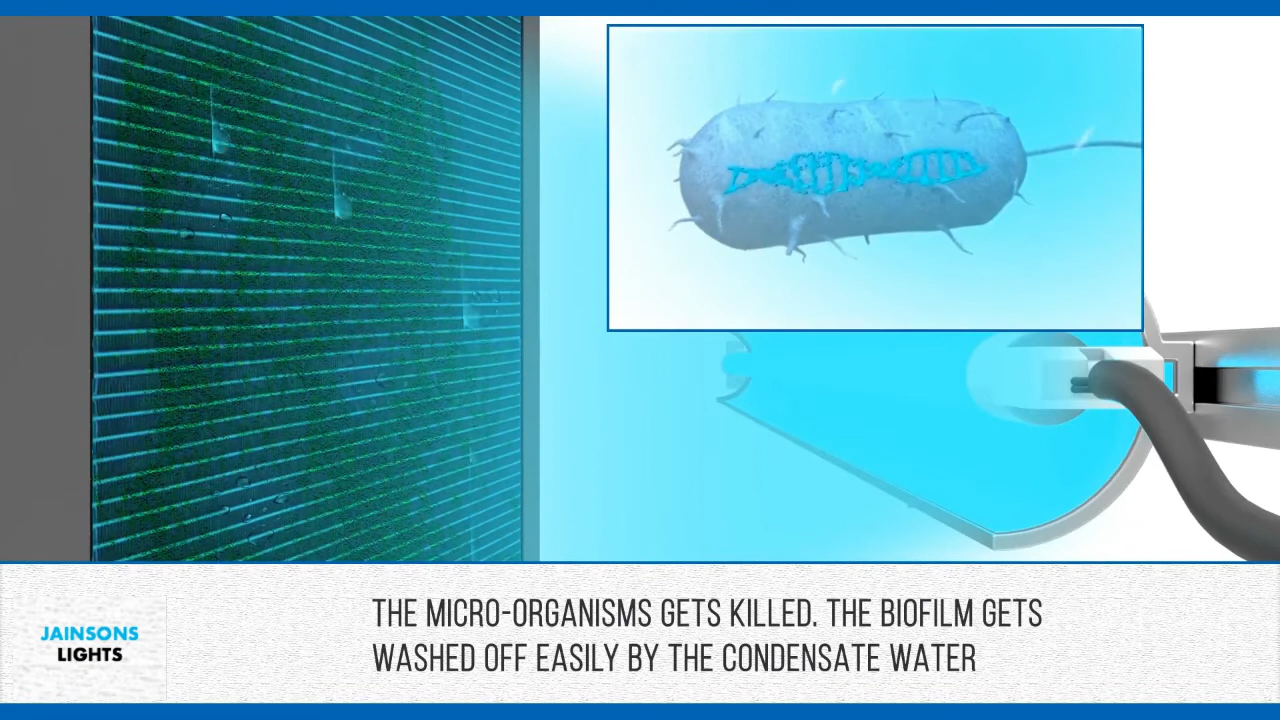 JAINSONS
LIGHTS
THE MICRO-ORGANISMS GETS KILLED. THE BIOFILM GETS
WASHED OFF EASILY BY THE CONDENSATE WATER